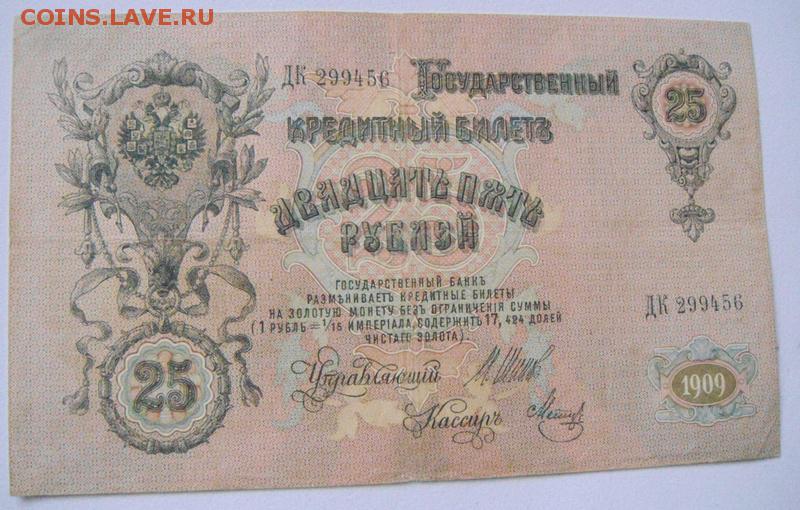 COINS.LAVE.RU
ДК 299456
Государственный
25
Кредитный Билетъ
Двадцать пять
рублей
25
Государственный Банкъ
размѣниваетъ кредитные билеты
на золотую монету безъ ограниченія суммы
(1 рубль = 1/15 имперіала, содержитъ 17,424 долей
чистаго золота)
ДК 299456
25
Управляющій
1909
Кассиръ